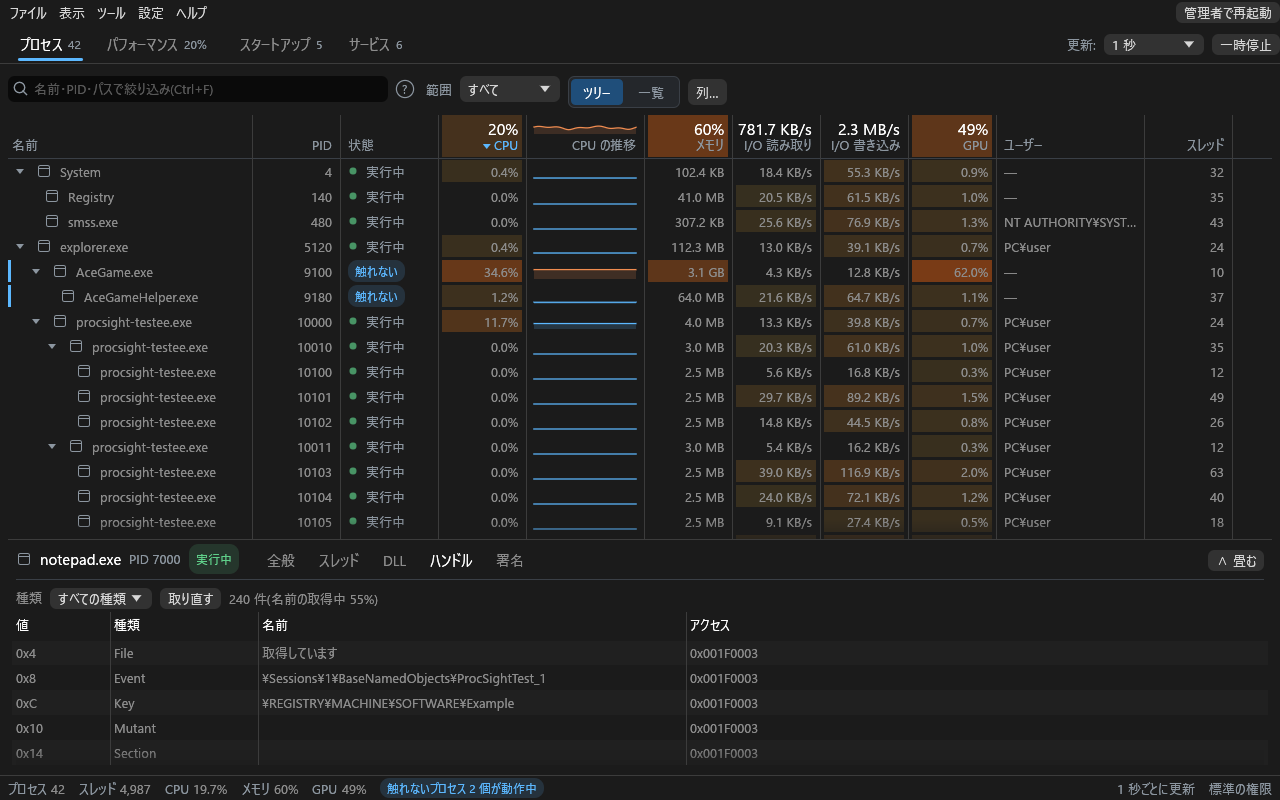 ファイル 表示 ツール 設定 ヘルプ 管理者で再起動
プロセス 42 パフォーマンス 20% スタートアップ 5 サービス 6 更新: 1 秒 一時停止
名前・PID・パスで絞り込み(Ctrl+F) ? 範囲 すべて ツリー 一覧 列...
20% 60% 781.7 KB/s 2.3 MB/s 49%
名前 PID 状態 CPU CPU の推移 メモリ I/O 読み取り I/O 書き込み GPU ユーザー スレッド
System 4 実行中 0.4% 102.4 KB 18.4 KB/s 55.3 KB/s 0.9% — 32
Registry 140 実行中 0.0% 41.0 MB 20.5 KB/s 61.5 KB/s 1.0% — 35
smss.exe 480 実行中 0.0% 307.2 KB 25.6 KB/s 76.9 KB/s 1.3% NT AUTHORITY¥SYST... 43
explorer.exe 5120 実行中 0.4% 112.3 MB 13.0 KB/s 39.1 KB/s 0.7% PC¥user 24
AceGame.exe 9100 触れない 34.6% 3.1 GB 4.3 KB/s 12.8 KB/s 62.0% — 10
AceGameHelper.exe 9180 触れない 1.2% 64.0 MB 21.6 KB/s 64.7 KB/s 1.1% — 37
procsight-testee.exe 10000 実行中 11.7% 4.0 MB 13.3 KB/s 39.8 KB/s 0.7% PC¥user 24
procsight-testee.exe 10010 実行中 0.0% 3.0 MB 20.3 KB/s 61.0 KB/s 1.0% PC¥user 35
procsight-testee.exe 10100 実行中 0.0% 2.5 MB 5.6 KB/s 16.8 KB/s 0.3% PC¥user 12
procsight-testee.exe 10101 実行中 0.0% 2.5 MB 29.7 KB/s 89.2 KB/s 1.5% PC¥user 49
procsight-testee.exe 10102 実行中 0.0% 2.5 MB 14.8 KB/s 44.5 KB/s 0.8% PC¥user 26
procsight-testee.exe 10011 実行中 0.0% 3.0 MB 5.4 KB/s 16.2 KB/s 0.3% PC¥user 12
procsight-testee.exe 10103 実行中 0.0% 2.5 MB 39.0 KB/s 116.9 KB/s 2.0% PC¥user 63
procsight-testee.exe 10104 実行中 0.0% 2.5 MB 24.0 KB/s 72.1 KB/s 1.2% PC¥user 40
procsight-testee.exe 10105 実行中 0.0% 2.5 MB 9.1 KB/s 27.4 KB/s 0.5% PC¥user 18
notepad.exe PID 7000 実行中 全般 スレッド DLL ハンドル 署名 畳む
種類 すべての種類 取り直す 240 件(名前の取得中 55%)
値 種類 名前 アクセス
0x4 File 取得しています 0x001F0003
0x8 Event ¥Sessions¥1¥BaseNamedObjects¥ProcSightTest_1 0x001F0003
0xC Key ¥REGISTRY¥MACHINE¥SOFTWARE¥Example 0x001F0003
0x10 Mutant 0x001F0003
0x14 Section 0x001F0003
プロセス 42 スレッド 4,987 CPU 19.7% メモリ 60% GPU 49% 触れないプロセス 2 個が動作中 1 秒ごとに更新 標準の権限